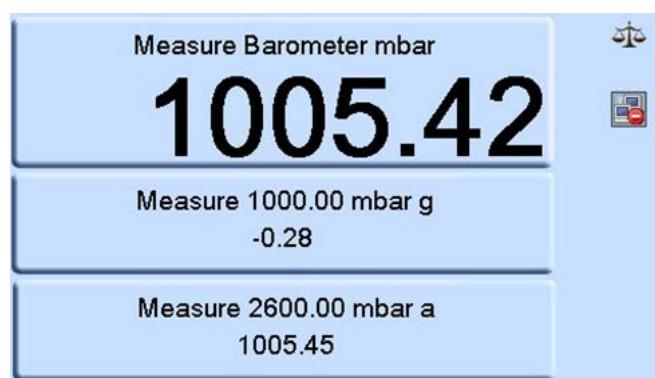 Measure Barometer mbar
1005.42
Measure 1000.00 mbar g
-0.28
Measure 2600.00 mbar a
1005.45